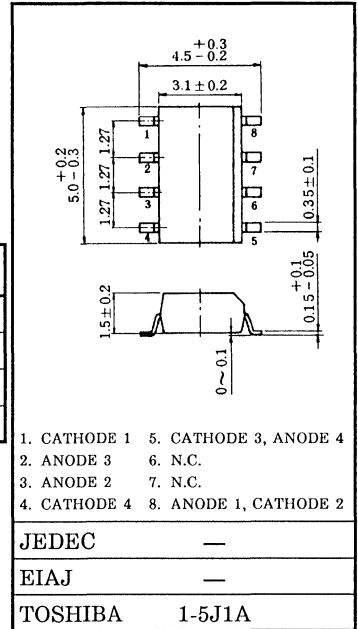 +0.3
4.5 - 0.2
3.1 ± 0.2
1 8
2 7
3 6
4 5
1.27
1.27
1.27
+0.2
5.0 - 0.3
0.35 ± 0.1
+0.1
0.15 - 0.05
1.5 ± 0.2
0 ~ 0.1
1. CATHODE 1 5. CATHODE 3, ANODE 4
2. ANODE 3 6. N.C.
3. ANODE 2 7. N.C.
4. CATHODE 4 8. ANODE 1, CATHODE 2
JEDEC —
EIAJ —
TOSHIBA 1-5J1A